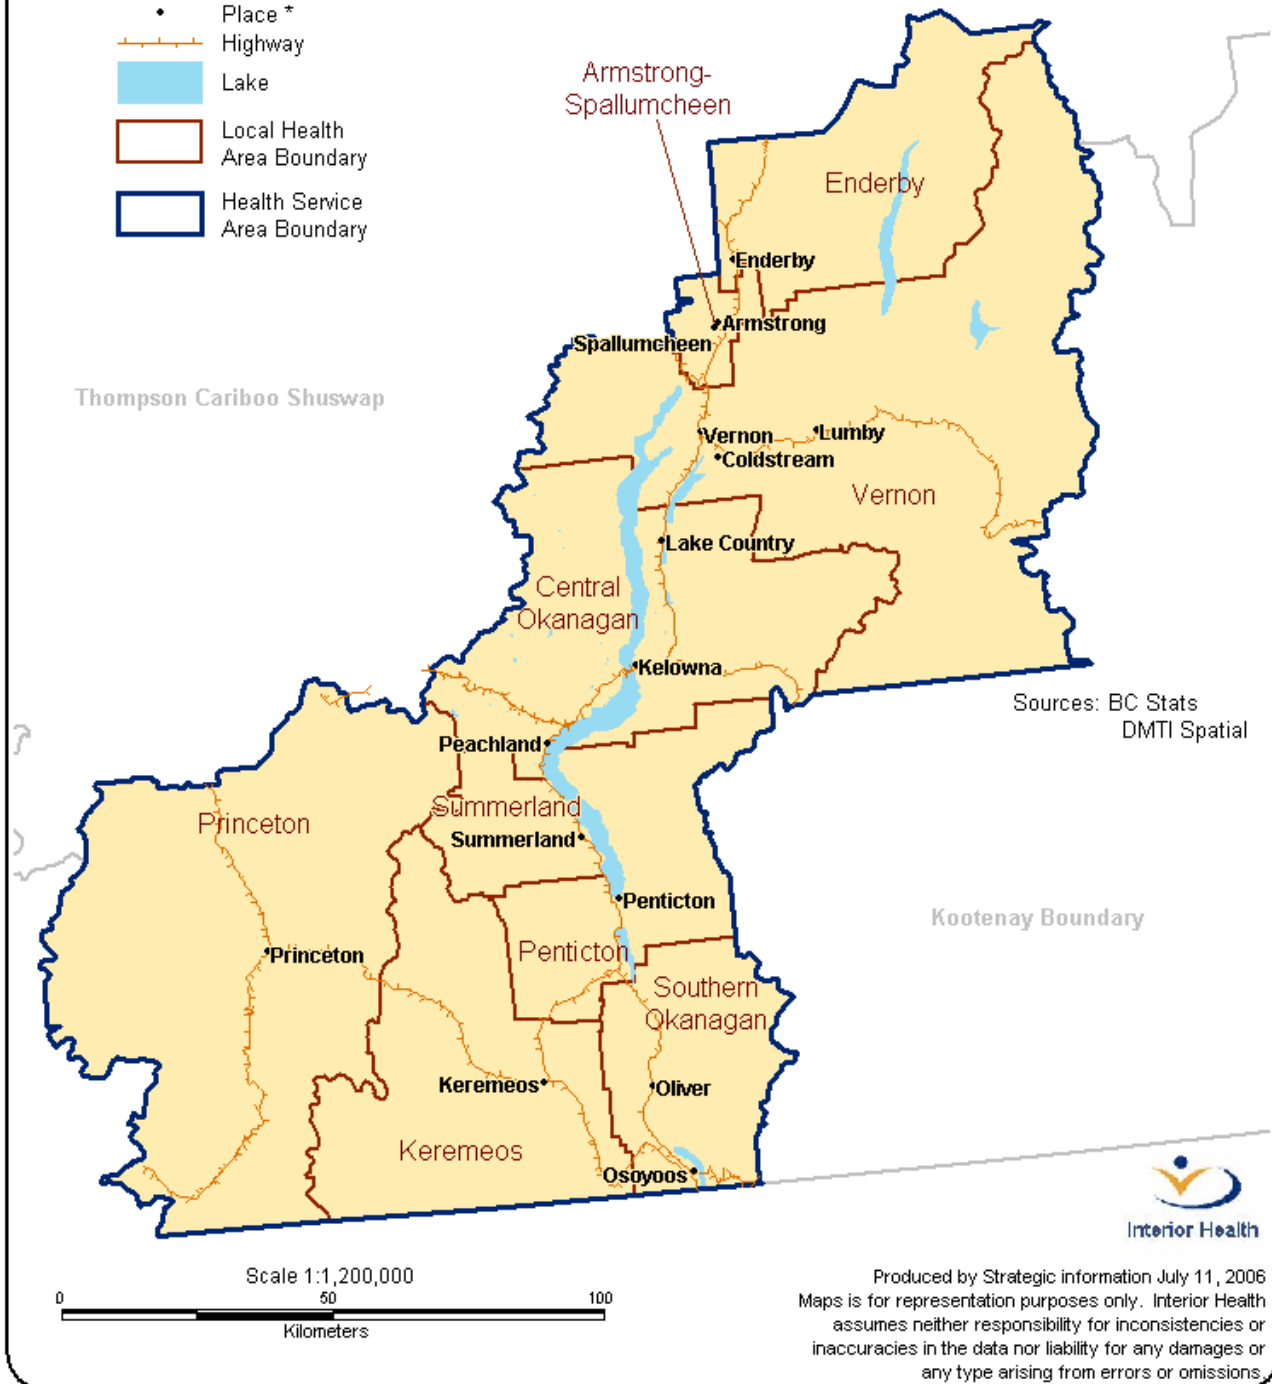 Place *
Highway
Lake
Local Health
Area Boundary
Health Service
Area Boundary
Armstrong-
Spallumcheen
Enderby
Enderby
Armstrong
Spallumcheen
Thompson Cariboo Shuswap
Vernon
Lumby
Coldstream
Vernon
Lake Country
Central
Okanagan
Kelowna
Sources: BC Stats
DMTI Spatial
Peachland
Summerland
Princeton
Summerland
Penticton
Kootenay Boundary
Princeton
Penticton
Southern
Okanagan
Keremeos
Oliver
Keremeos
Osoyoos
Interior Health
Scale 1:1,200,000
0 50 100
Kilometers
Produced by Strategic information July 11, 2006
Maps is for representation purposes only. Interior Health
assumes neither responsibility for inconsistencies or
inaccuracies in the data nor liability for any damages or
any type arising from errors or omissions.